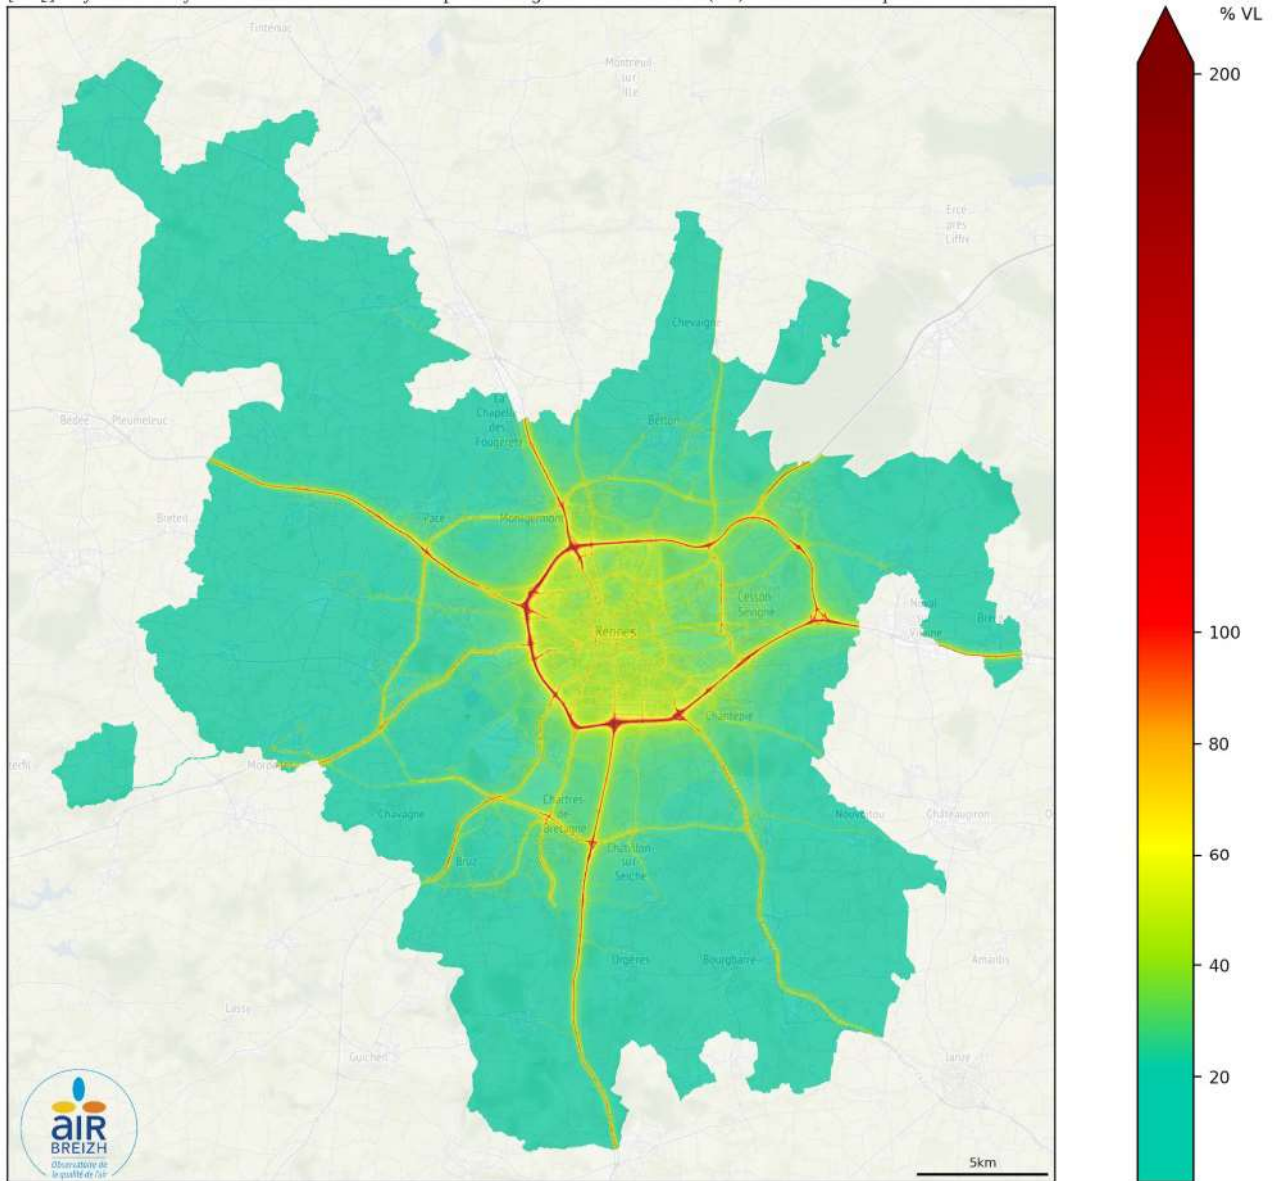 % VL
200
Tinténiac
Montreuil
sur
Ille
Ercé
près
Liffré
Chevaigné
La
Chapelle
des
Fougeretz
Betton
Bédée
Pleumeleuc
Breteil
Pacé
Montgermont
Cesson-
Sévigné
Noyal
sur
Vilaine
Rennes
100
Chantepie
80
Chartres
de
Bretagne
Chavagne
Nouvoitou
Châteaugiron
Bruz
Châtillon
sur
Seiche
60
Orgères
Bourgbarré
Amanlis
40
Lassy
Guichen
Janzé
20
aiR
BREIZH
Observatoire de
la qualité de l'air
5km